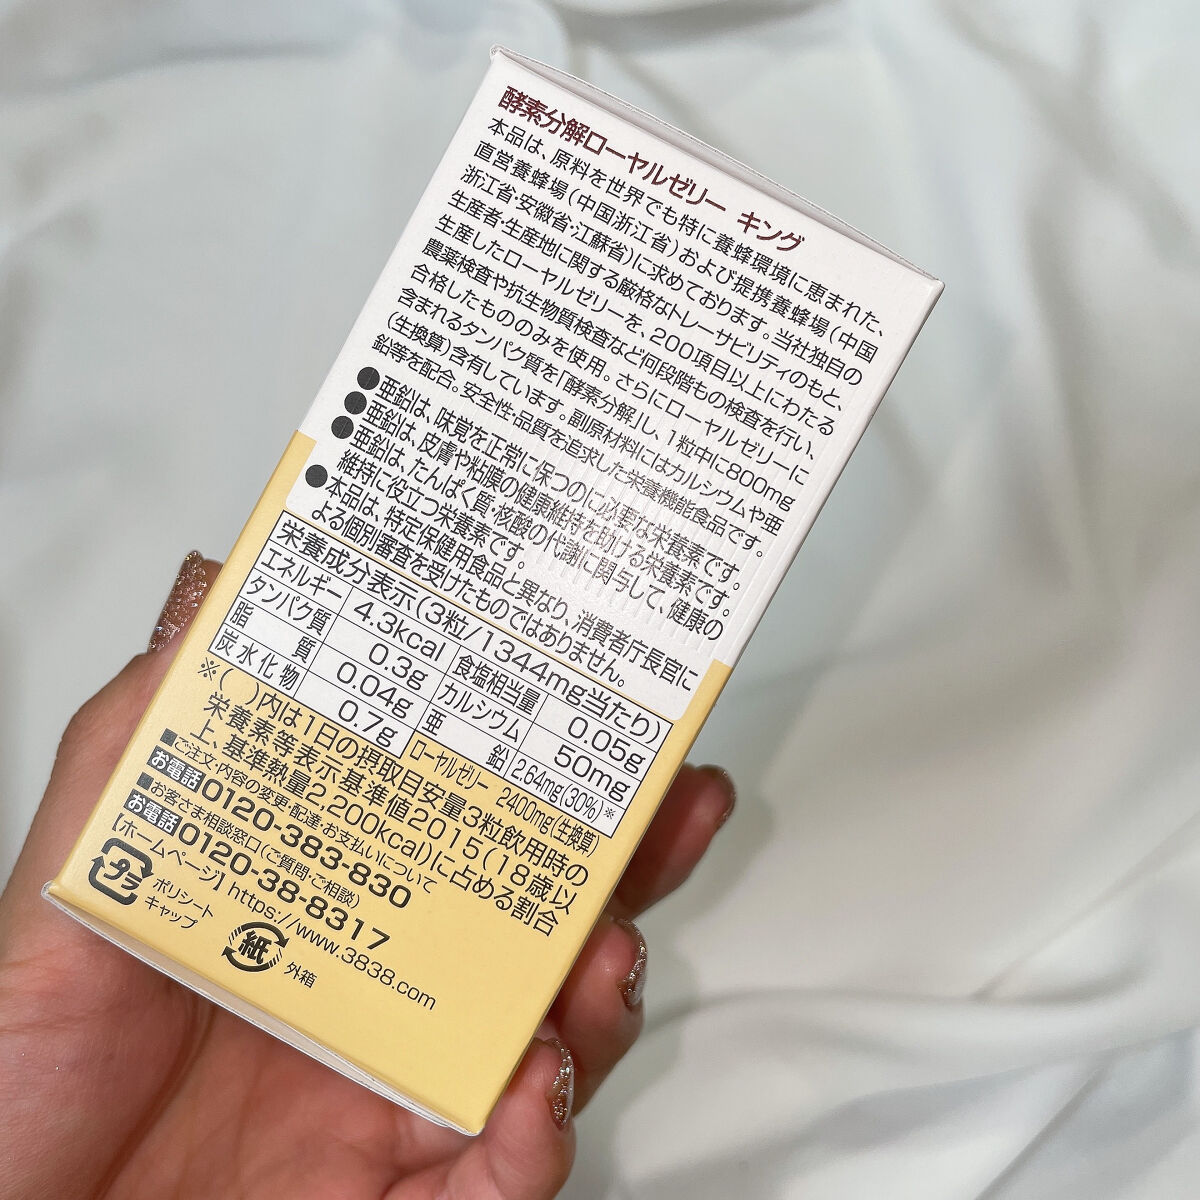 酵素分解ローヤルゼリー キング
本品は、原料を世界でも特に養蜂環境に恵まれた、
直営養蜂場(中国浙江省)および提携養蜂場(中国
浙江省・安徽省・江蘇省)に求めております。当社独自の
生産者・生産地に関する厳格なトレーサビリティのもと、
生産したローヤルゼリーを、200項目以上にわたる
農薬検査や抗生物質検査など何段階もの検査を行い、
合格したもののみを使用。さらにローヤルゼリーに
含まれるタンパク質を「酵素分解」し、1粒中に800mg
(生換算)含有しています。副原材料にはカルシウムや亜
鉛等を配合。安全性・品質を追求した栄養機能食品です。
●亜鉛は、味覚を正常に保つのに必要な栄養素です。
●亜鉛は、皮膚や粘膜の健康維持を助ける栄養素です。
●亜鉛は、たんぱく質・核酸の代謝に関与して、健康の
維持に役立つ栄養素です。
●本品は、特定保健用食品と異なり、消費者庁長官に
よる個別審査を受けたものではありません。
栄養成分表示(3粒/1344mg当たり)
エネルギー 4.3kcal 食塩相当量 0.05g
タンパク質 0.3g カルシウム 50mg
脂質 0.04g 亜鉛 2.64mg(30%)※
炭水化物 0.7g ローヤルゼリー 2400mg(生換算)
※( )内は1日の摂取目安量3粒飲用時の
栄養素等表示基準値2015(18歳以
上、基準熱量2,200kcal)に占める割合
■ご注文・内容の変更・配達・お支払いについて
お電話 0120-383-830
■お客さま相談窓口(ご質問・ご相談)
お電話 0120-38-8317
【ホームページ】https://www.3838.com
プラ
ポリシート
キャップ
紙
外箱